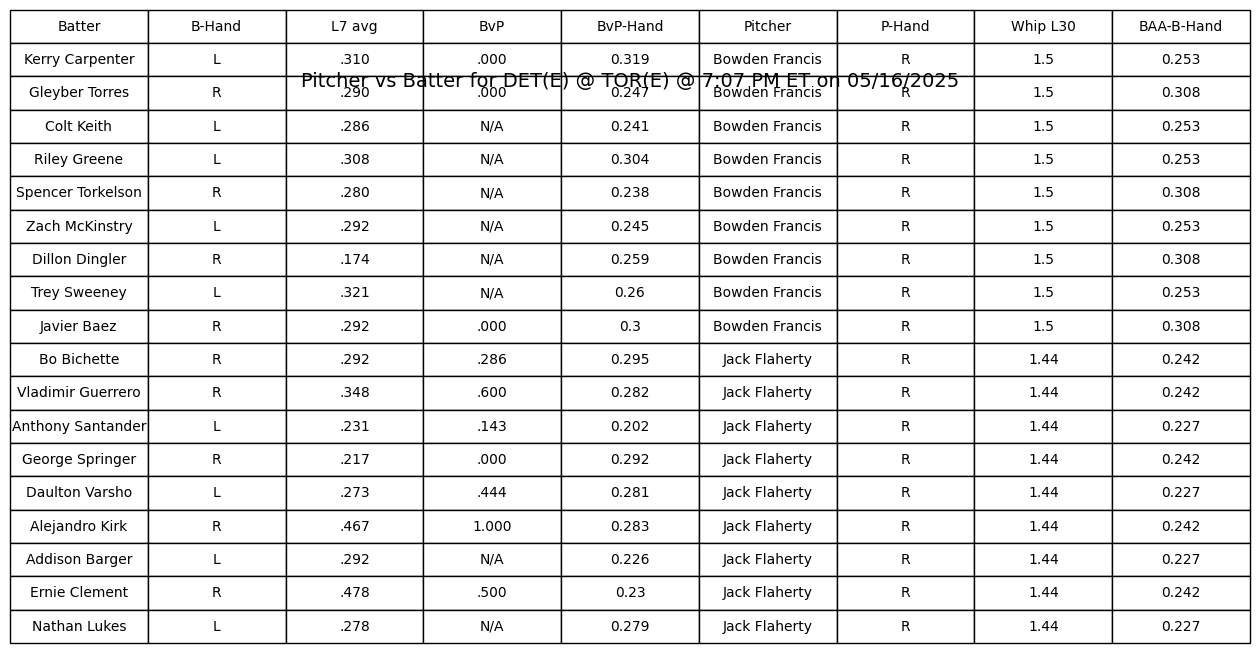 Batter B-Hand L7 avg BvP BvP-Hand Pitcher P-Hand Whip L30 BAA-B-Hand
Kerry Carpenter L .310 .000 0.319 Bowden Francis R 1.5 0.253
Pitcher vs Batter for DET(E) @ TOR(E) @ 7:07 PM ET on 05/16/2025
Gleyber Torres R .290 .000 0.247 Bowden Francis R 1.5 0.308
Colt Keith L .286 N/A 0.241 Bowden Francis R 1.5 0.253
Riley Greene L .308 N/A 0.304 Bowden Francis R 1.5 0.253
Spencer Torkelson R .280 N/A 0.238 Bowden Francis R 1.5 0.308
Zach McKinstry L .292 N/A 0.245 Bowden Francis R 1.5 0.253
Dillon Dingler R .174 N/A 0.259 Bowden Francis R 1.5 0.308
Trey Sweeney L .321 N/A 0.26 Bowden Francis R 1.5 0.253
Javier Baez R .292 .000 0.3 Bowden Francis R 1.5 0.308
Bo Bichette R .292 .286 0.295 Jack Flaherty R 1.44 0.242
Vladimir Guerrero R .348 .600 0.282 Jack Flaherty R 1.44 0.242
Anthony Santander L .231 .143 0.202 Jack Flaherty R 1.44 0.227
George Springer R .217 .000 0.292 Jack Flaherty R 1.44 0.242
Daulton Varsho L .273 .444 0.281 Jack Flaherty R 1.44 0.227
Alejandro Kirk R .467 1.000 0.283 Jack Flaherty R 1.44 0.242
Addison Barger L .292 N/A 0.226 Jack Flaherty R 1.44 0.227
Ernie Clement R .478 .500 0.23 Jack Flaherty R 1.44 0.242
Nathan Lukes L .278 N/A 0.279 Jack Flaherty R 1.44 0.227